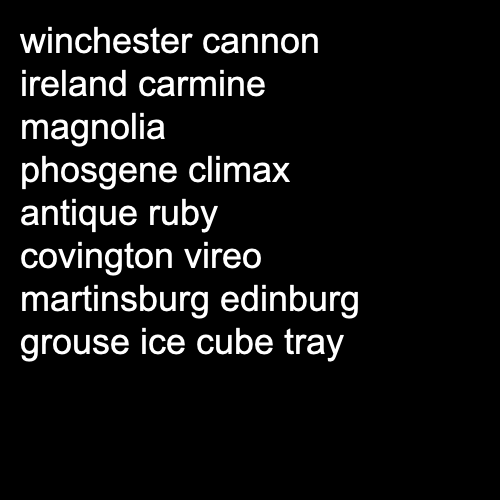 winchester cannon
ireland carmine
magnolia
phosgene climax
antique ruby
covington vireo
martinsburg edinburg
grouse ice cube tray